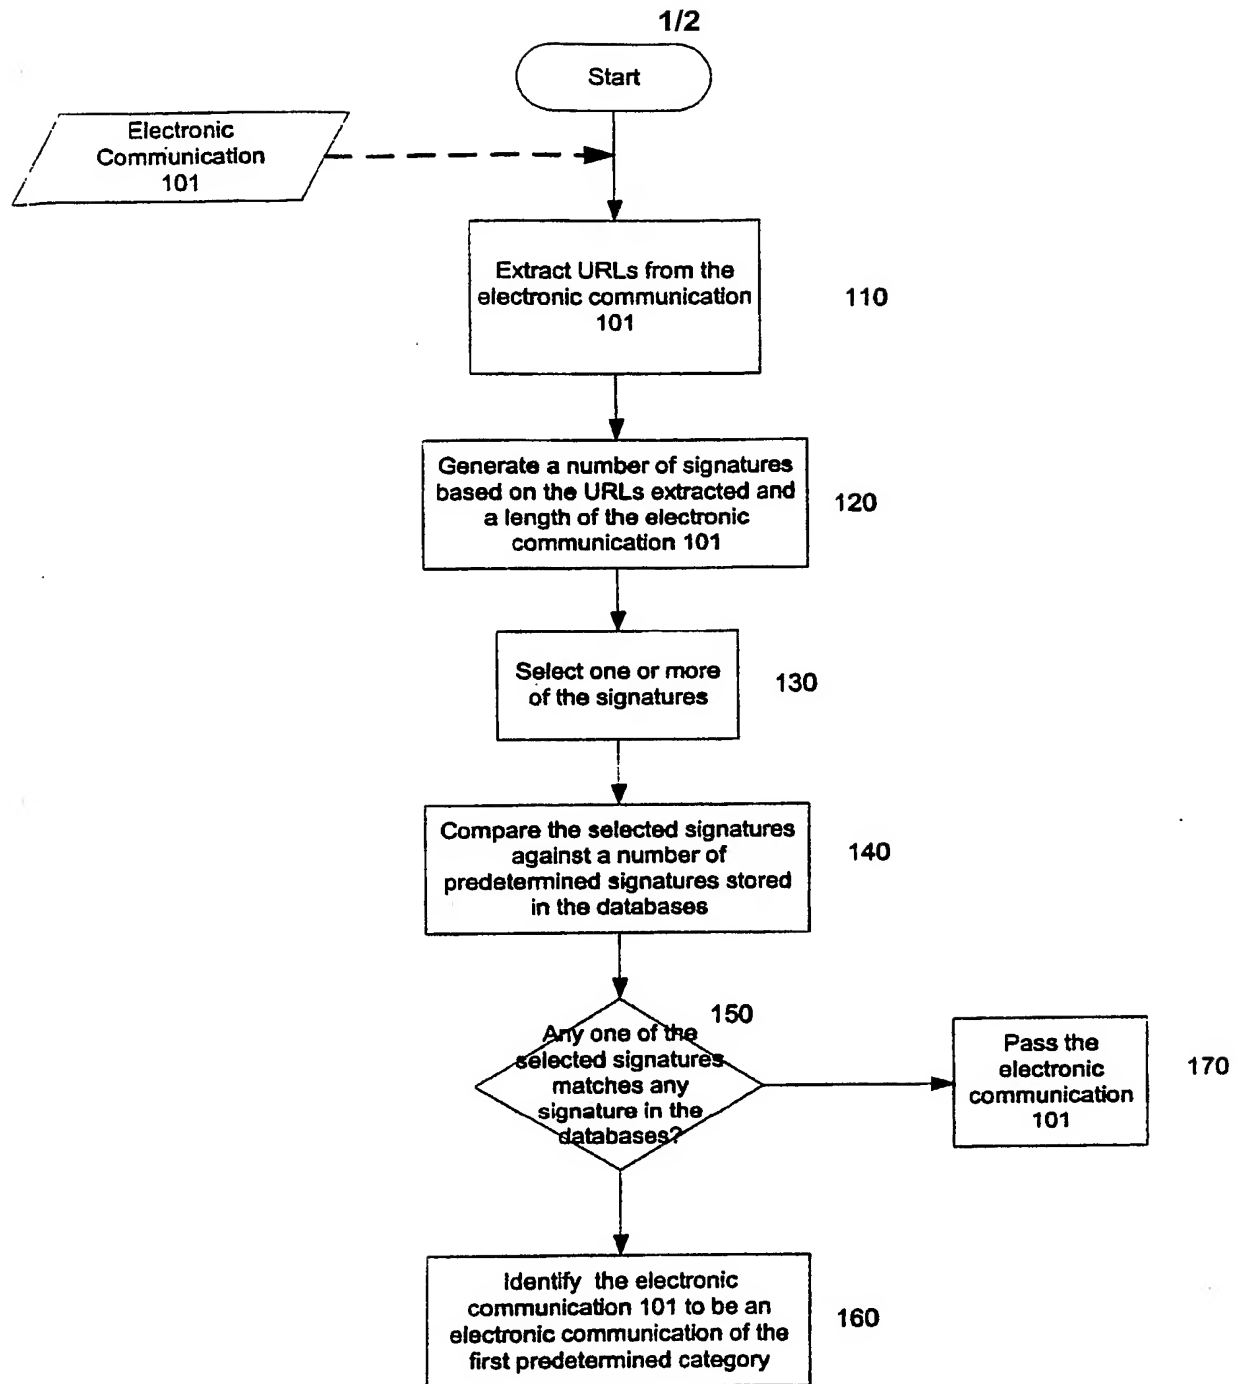 1/2
Start
Electronic
Communication
101
Extract URLs from the
electronic communication
101
110
Generate a number of signatures
based on the URLs extracted and
a length of the electronic
communication 101
120
Select one or more
of the signatures
130
Compare the selected signatures
against a number of
predetermined signatures stored
in the databases
140
150
Any one of the
selected signatures
matches any
signature in the
databases?
Pass the
electronic
communication
101
170
Identify the electronic
communication 101 to be an
electronic communication of the
first predetermined category
160